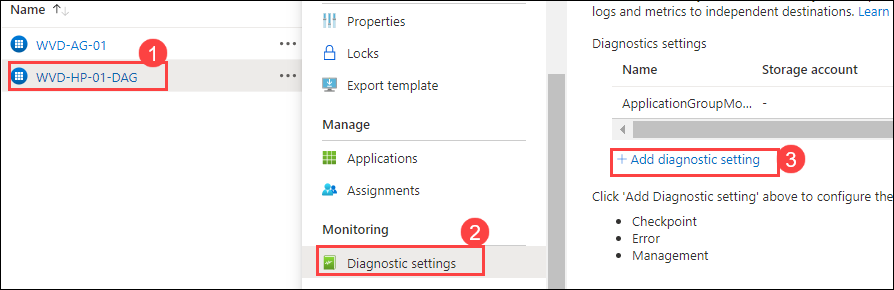 Name ↑↓
WVD-AG-01
1
WVD-HP-01-DAG
Properties
Locks
Export template
Manage
Applications
Assignments
Monitoring
2
Diagnostic settings
logs and metrics to independent destinations. Learn
Diagnostics settings
Name Storage account
ApplicationGroupMo... -
+ Add diagnostic setting 3
Click 'Add Diagnostic setting' above to configure the
• Checkpoint
• Error
• Management